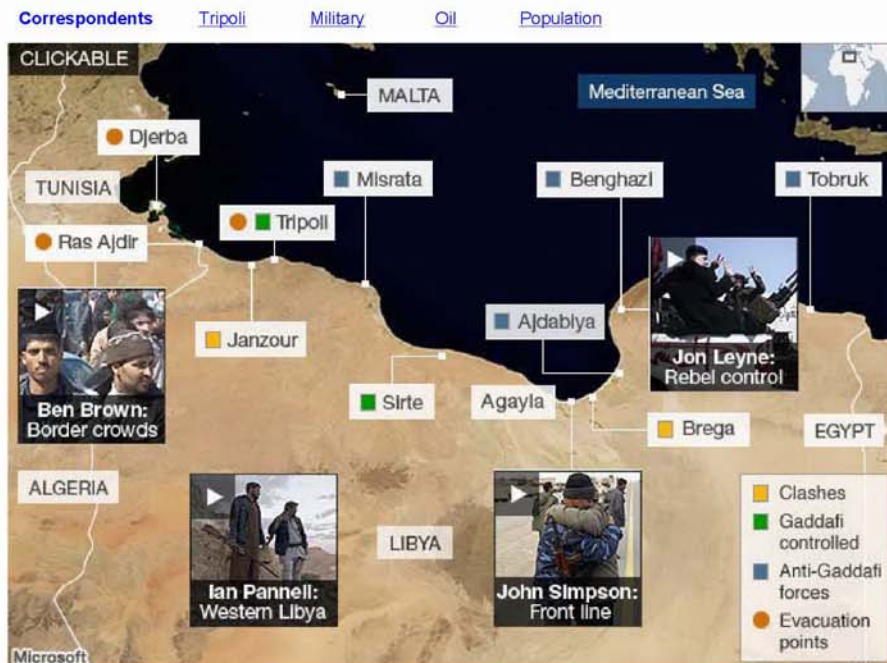 Correspondents Tripoli Military Oil Population
CLICKABLE
MALTA
Mediterranean Sea
Djerba
TUNISIA
Misrata
Benghazi
Tobruk
Tripoli
Ras Ajdir
Janzour
Ajdabiya
Jon Leyne:
Rebel control
Ben Brown:
Border crowds
Sirte
Agayla
Brega
EGYPT
ALGERIA
LIBYA
Ian Pannell:
Western Libya
John Simpson:
Front line
Clashes
Gaddafi
controlled
Anti-Gaddafi
forces
Evacuation
points
Microsoft